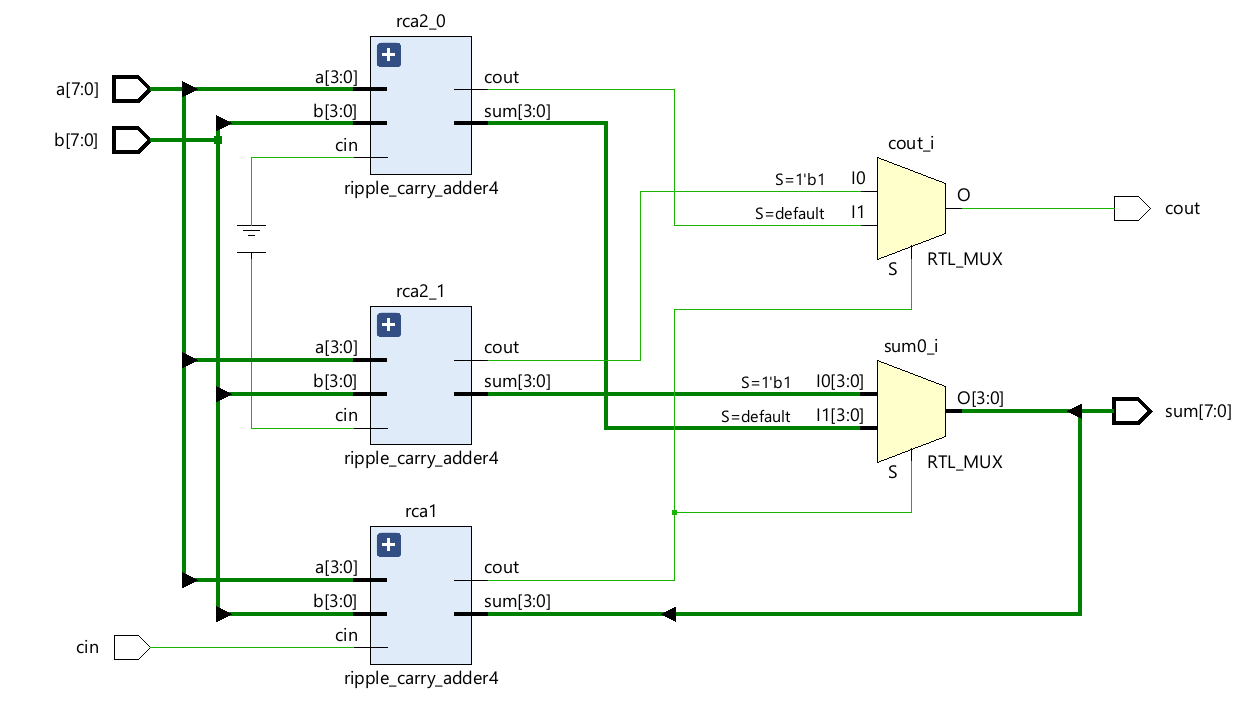 rca2_0
a[7:0]
a[3:0]
cout
b[7:0]
b[3:0]
sum[3:0]
cin
ripple_carry_adder4
cout_i
S=1'b1
I0
S=default
I1
O
cout
S
RTL_MUX
rca2_1
a[3:0]
cout
b[3:0]
sum[3:0]
cin
ripple_carry_adder4
sum0_i
S=1'b1
I0[3:0]
S=default
I1[3:0]
O[3:0]
sum[7:0]
S
RTL_MUX
rca1
a[3:0]
cout
b[3:0]
sum[3:0]
cin
cin
ripple_carry_adder4